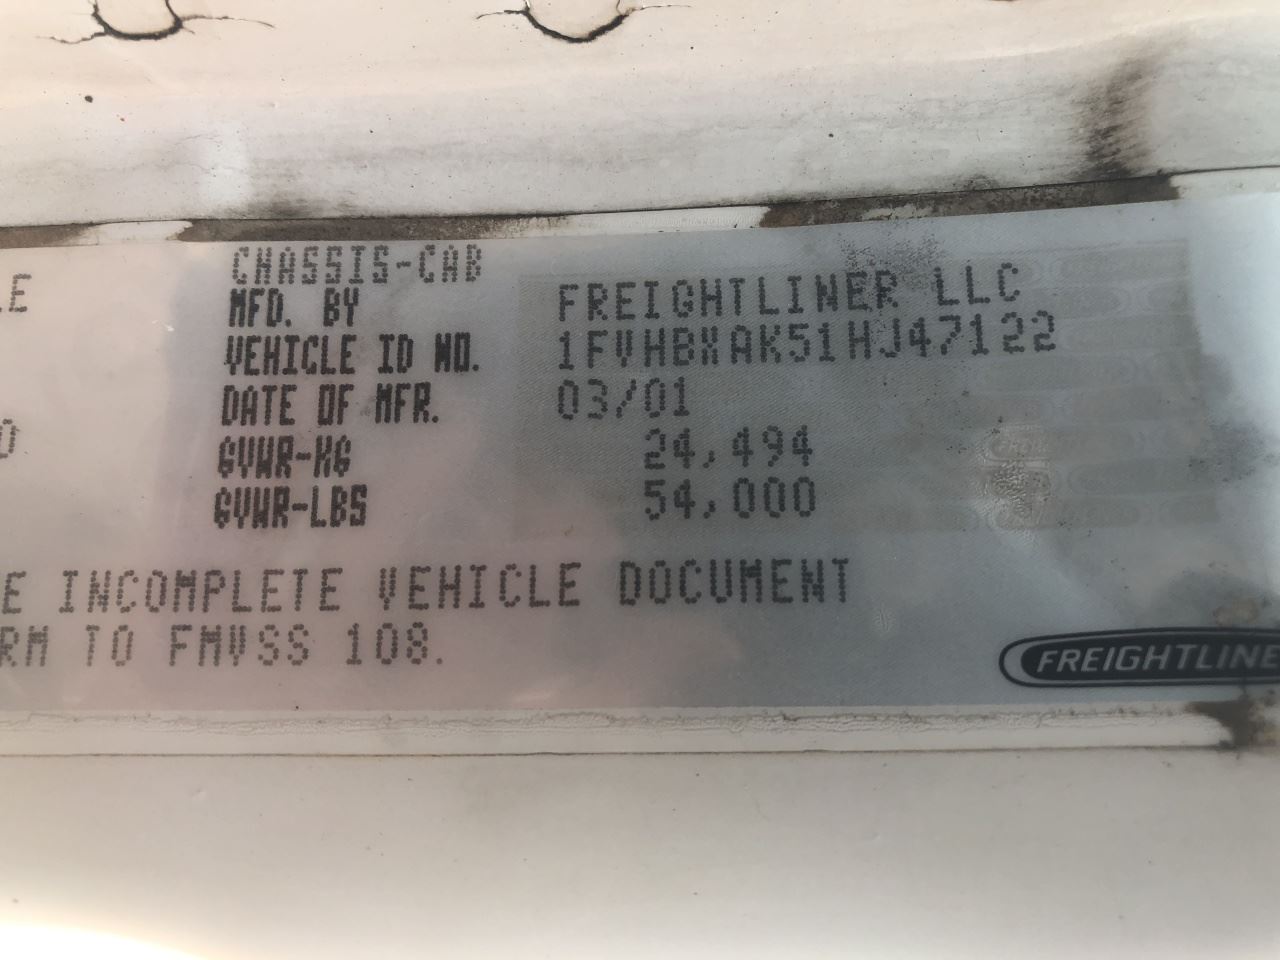 CHASSIS-CAB
LE
MFD. BY FREIGHTLINER LLC
VEHICLE ID NO. 1FVHBXAK51HJ47122
DATE OF MFR. 03/01
GVWR-KG 24,494
GVWR-LBS 54,000
E INCOMPLETE VEHICLE DOCUMENT
RM TO FMVSS 108.
FREIGHTLINE